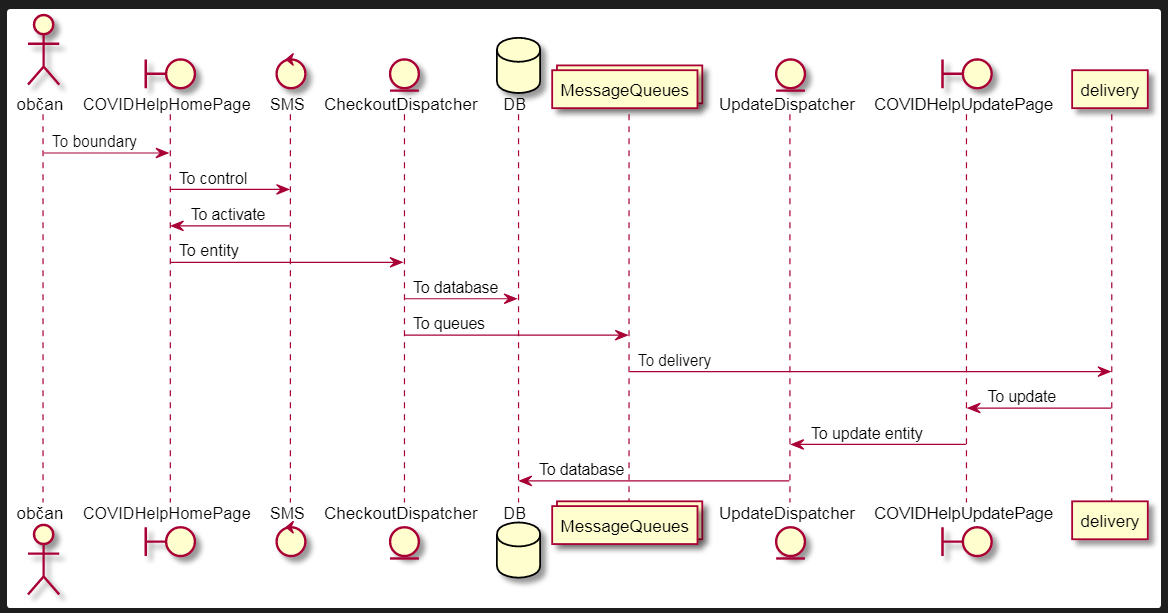 občan
COVIDHelpHomePage
SMS
CheckoutDispatcher
DB
MessageQueues
UpdateDispatcher
COVIDHelpUpdatePage
delivery
To boundary
To control
To activate
To entity
To database
To queues
To delivery
To update
To update entity
To database
občan
COVIDHelpHomePage
SMS
CheckoutDispatcher
DB
MessageQueues
UpdateDispatcher
COVIDHelpUpdatePage
delivery